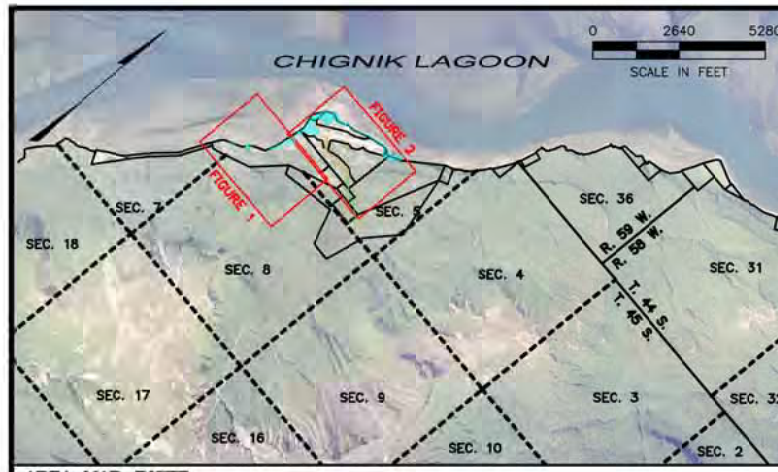 0 2640 5280
SCALE IN FEET
CHIGNIK LAGOON
FIGURE 2
FIGURE 1
SEC. 7
SEC. 5
SEC. 36
R. 59 W.
R. 58 W.
SEC. 18
SEC. 8
SEC. 4
SEC. 31
T. 44 S.
T. 45 S.
SEC. 17
SEC. 9
SEC. 3
SEC. 16
SEC. 10
SEC. 2